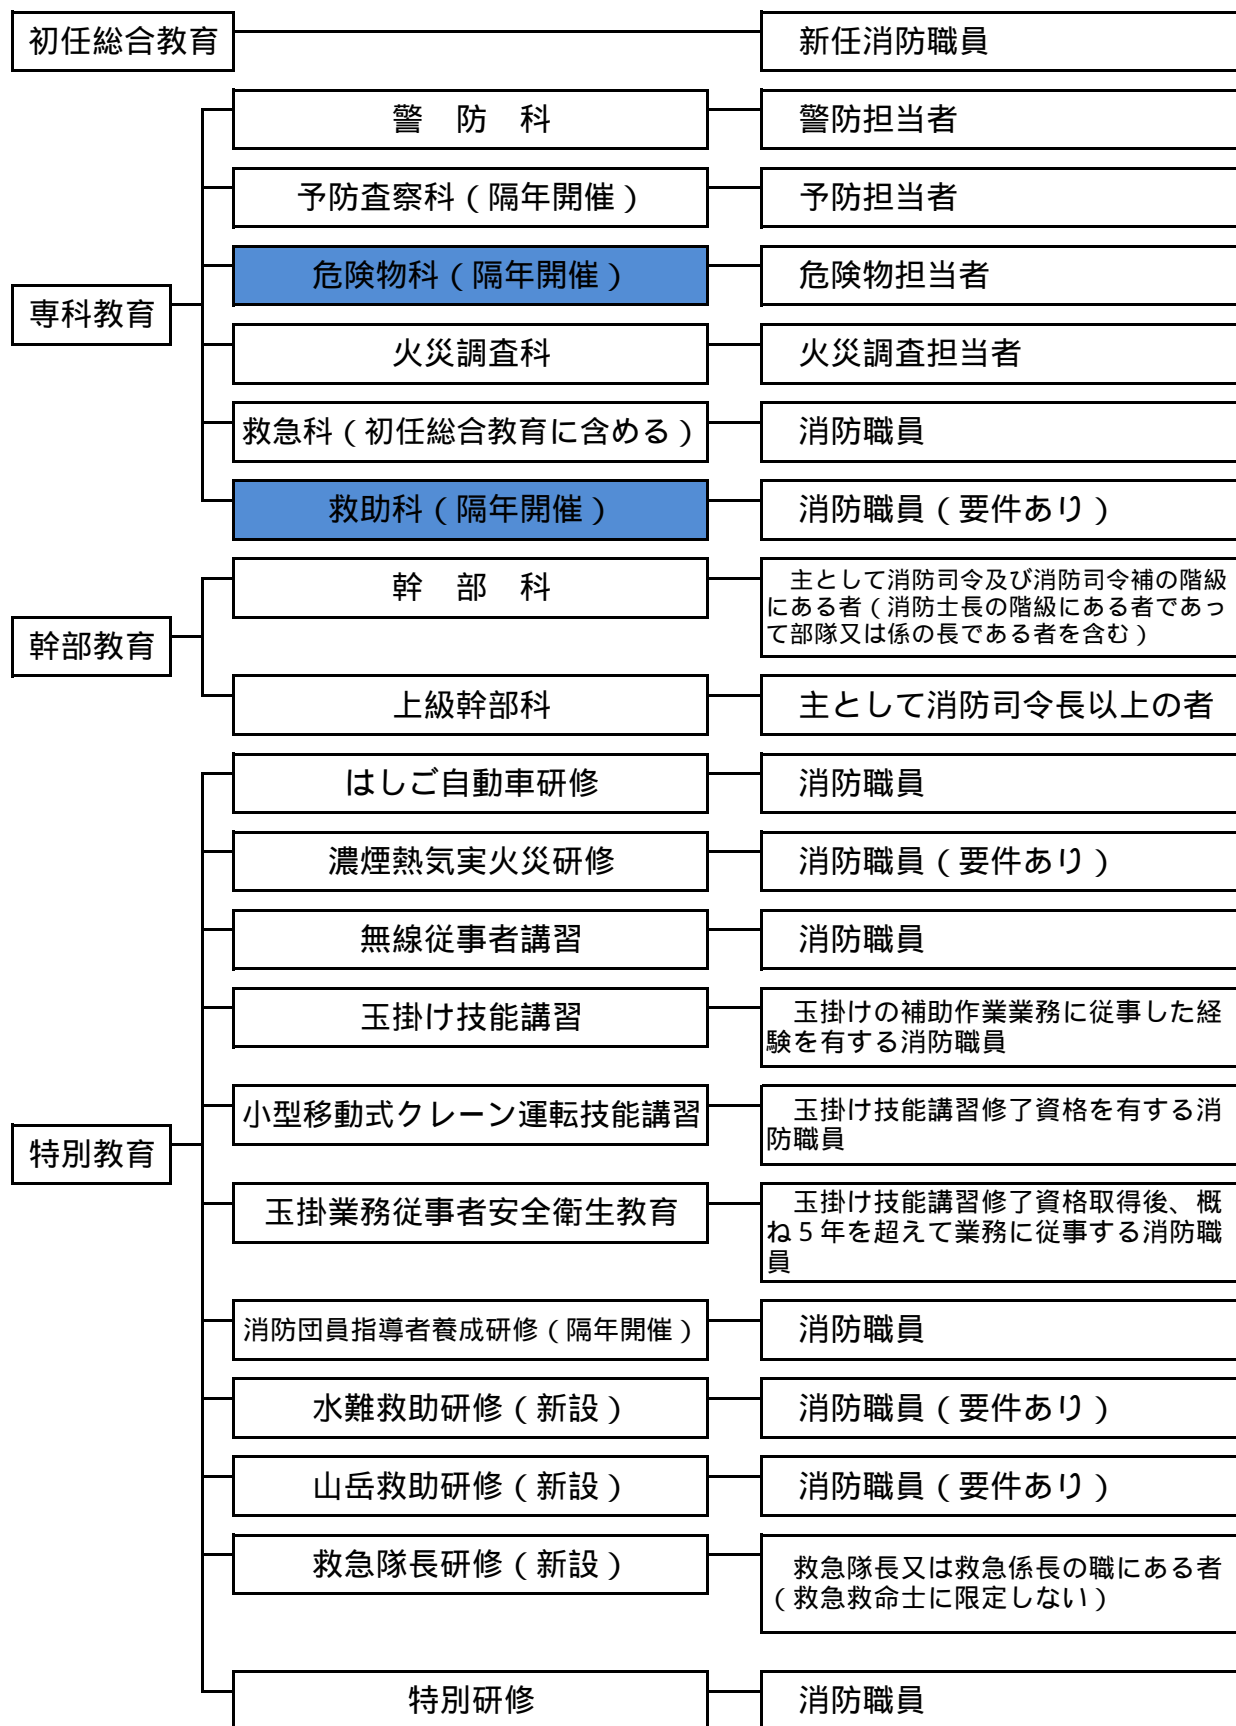 初任総合教育
新任消防職員
警　防　科
警防担当者
予防査察科（隔年開催）
予防担当者
危険物科（隔年開催）
危険物担当者
専科教育
火災調査科
火災調査担当者
救急科（初任総合教育に含める）
消防職員
救助科（隔年開催）
消防職員（要件あり）
幹部教育
幹　部　科
主として消防司令及び消防司令補の階級
にある者（消防士長の階級にある者であっ
て部隊又は係の長である者を含む）
上級幹部科
主として消防司令長以上の者
はしご自動車研修
消防職員
濃煙熱気実火災研修
消防職員（要件あり）
無線従事者講習
消防職員
玉掛け技能講習
玉掛けの補助作業業務に従事した経
験を有する消防職員
小型移動式クレーン運転技能講習
玉掛け技能講習修了資格を有する消
防職員
特別教育
玉掛業務従事者安全衛生教育
玉掛け技能講習修了資格取得後、概
ね５年を超えて業務に従事する消防職
員
消防団員指導者養成研修（隔年開催）
消防職員
水難救助研修（新設）
消防職員（要件あり）
山岳救助研修（新設）
消防職員（要件あり）
救急隊長研修（新設）
救急隊長又は救急係長の職にある者
（救急救命士に限定しない）
特別研修
消防職員